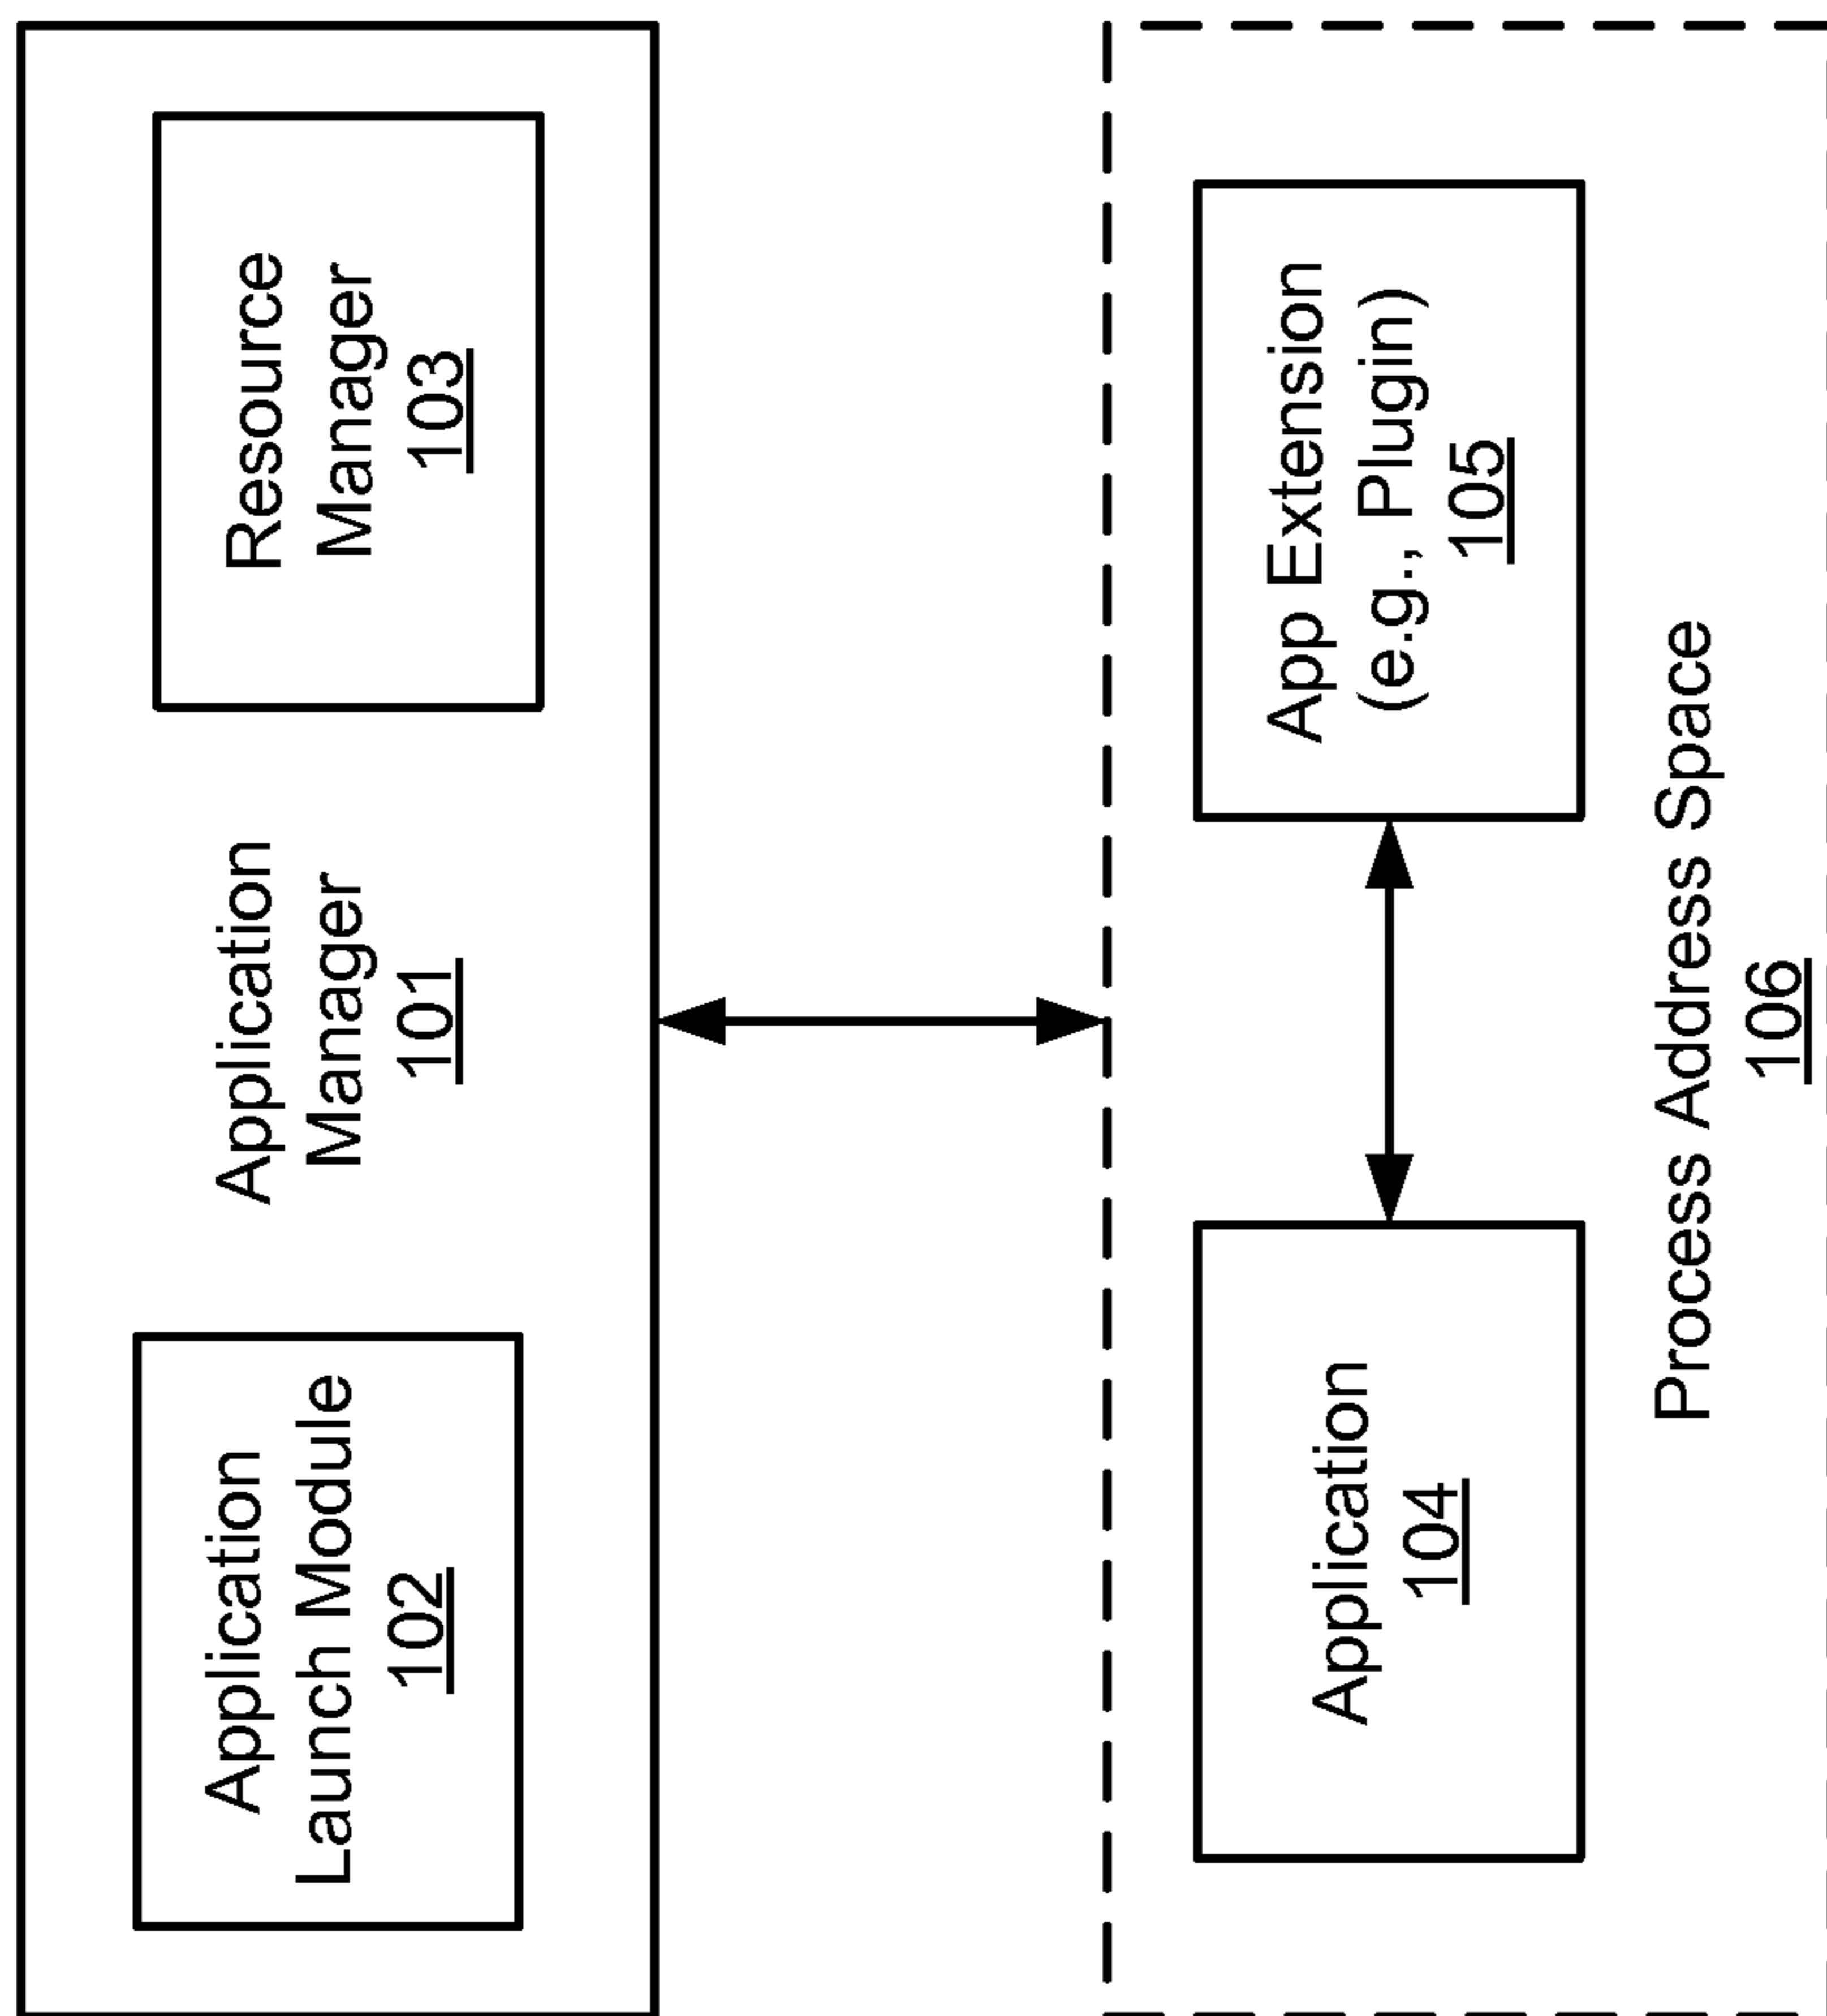 Application
Launch Module
102
Application
Manager
101
Resource
Manager
103
Application
104
App Extension
(e.g., Plugin)
105
Process Address Space
106